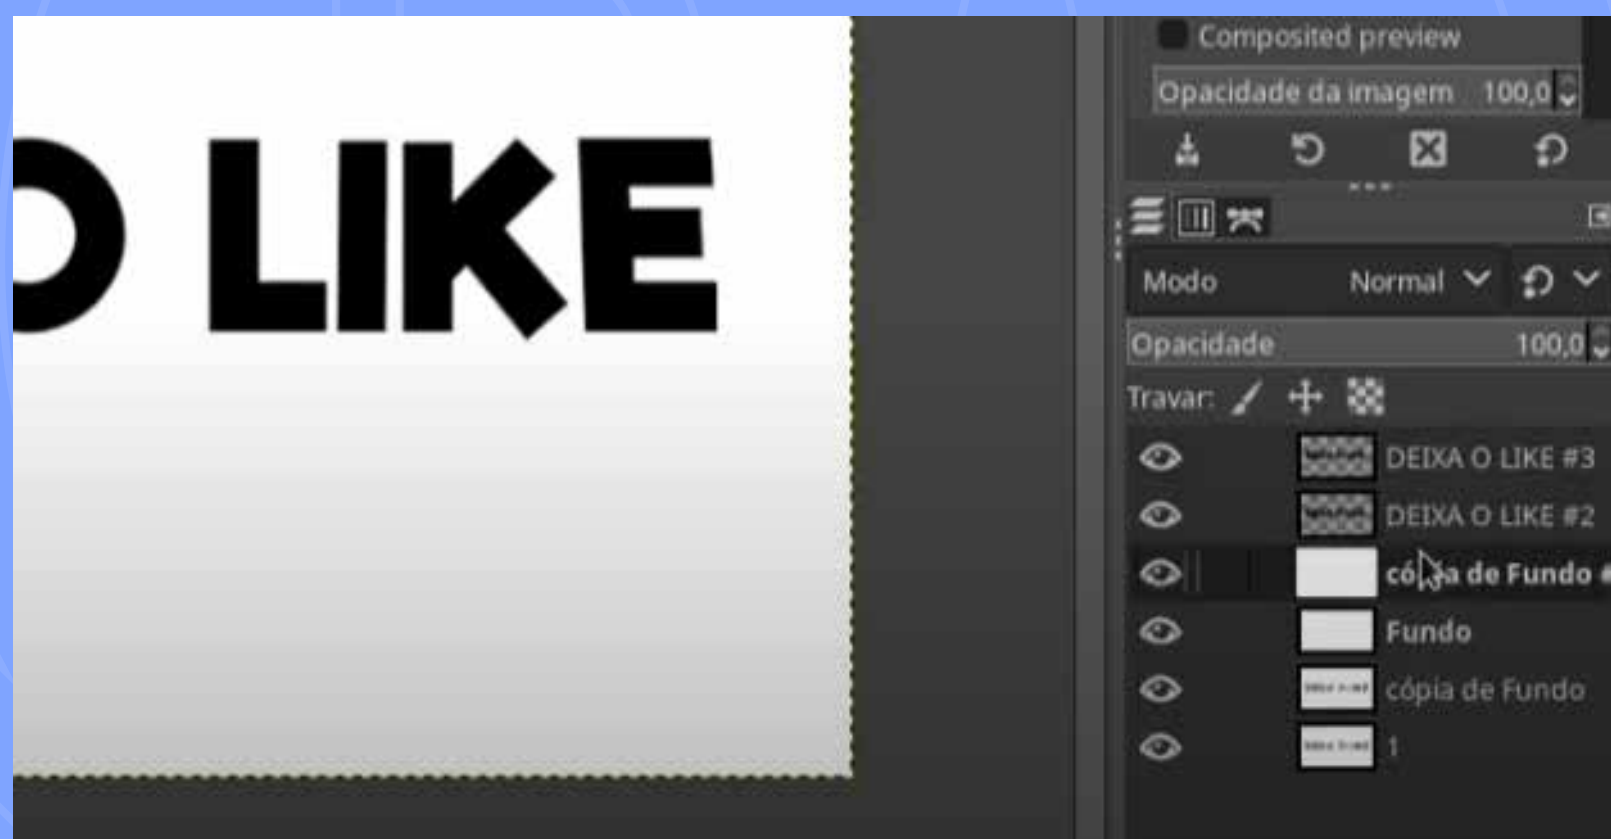 O LIKE
Composited preview
Opacidade da imagem 100,0
Modo Normal
Opacidade 100,0
Travar:
DEIXA O LIKE #3
DEIXA O LIKE #2
de Fundo #
Fundo
cópia de Fundo
1